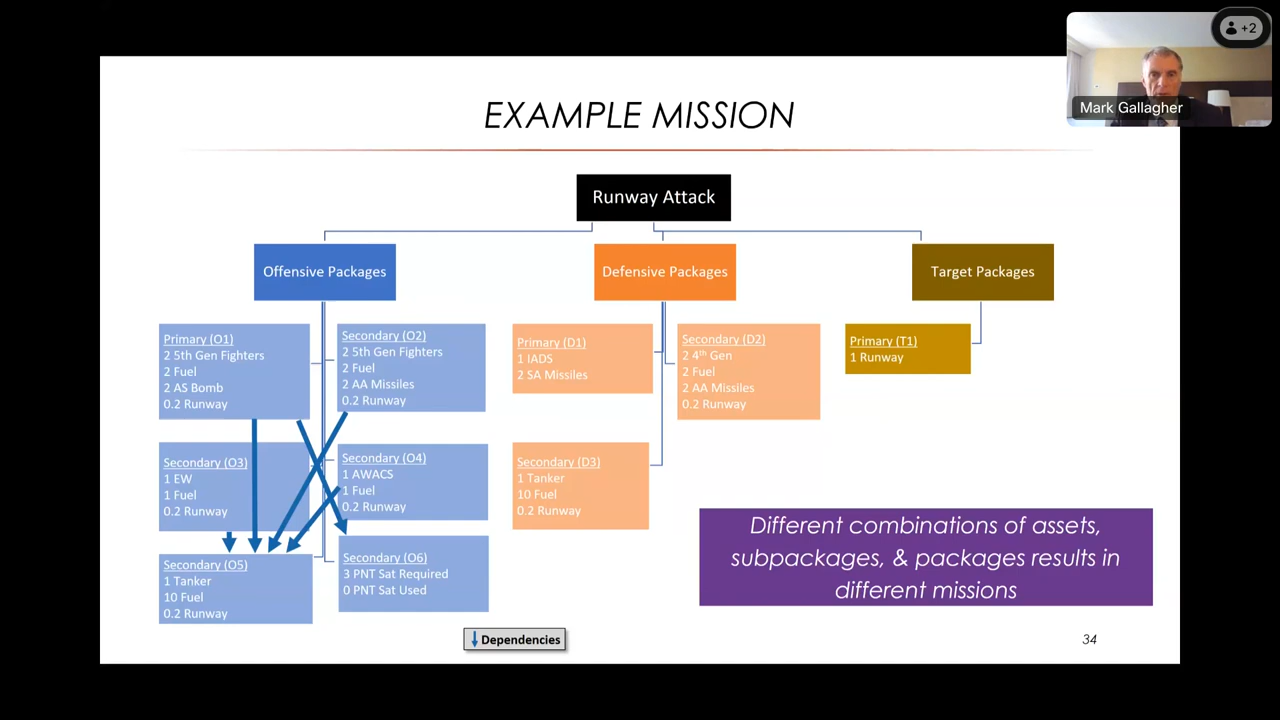 +2
Mark Gallagher
EXAMPLE MISSION
Runway Attack
Offensive Packages
Defensive Packages
Target Packages
Primary (O1)
2 5th Gen Fighters
2 Fuel
2 AS Bomb
0.2 Runway
Secondary (O2)
2 5th Gen Fighters
2 Fuel
2 AA Missiles
0.2 Runway
Primary (D1)
1 IADS
2 SA Missiles
Secondary (D2)
2 4th Gen
2 Fuel
2 AA Missiles
0.2 Runway
Primary (T1)
1 Runway
Secondary (O3)
1 EW
1 Fuel
0.2 Runway
Secondary (O4)
1 AWACS
1 Fuel
0.2 Runway
Secondary (D3)
1 Tanker
10 Fuel
0.2 Runway
Secondary (O5)
1 Tanker
10 Fuel
0.2 Runway
Secondary (O6)
3 PNT Sat Required
0 PNT Sat Used
Different combinations of assets,
subpackages, & packages results in
different missions
Dependencies
34